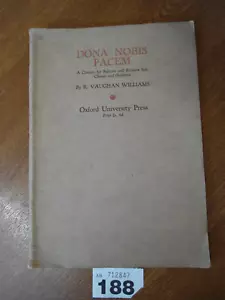 DONA NOBIS
PACEM
A Cantata for Soprano and Baritone Soli,
Chorus and Orchestra
By R. VAUGHAN WILLIAMS
Oxford University Press
AN 712847
188